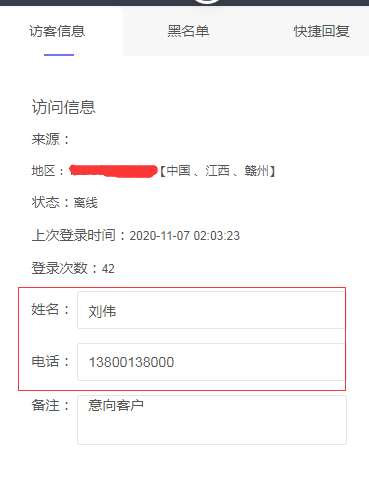 访客信息 黑名单 快捷回复
访问信息
来源：
地区：【中国 、江西 、赣州】
状态：离线
上次登录时间：2020-11-07 02:03:23
登录次数：42
姓名： 刘伟
电话： 13800138000
备注： 意向客户